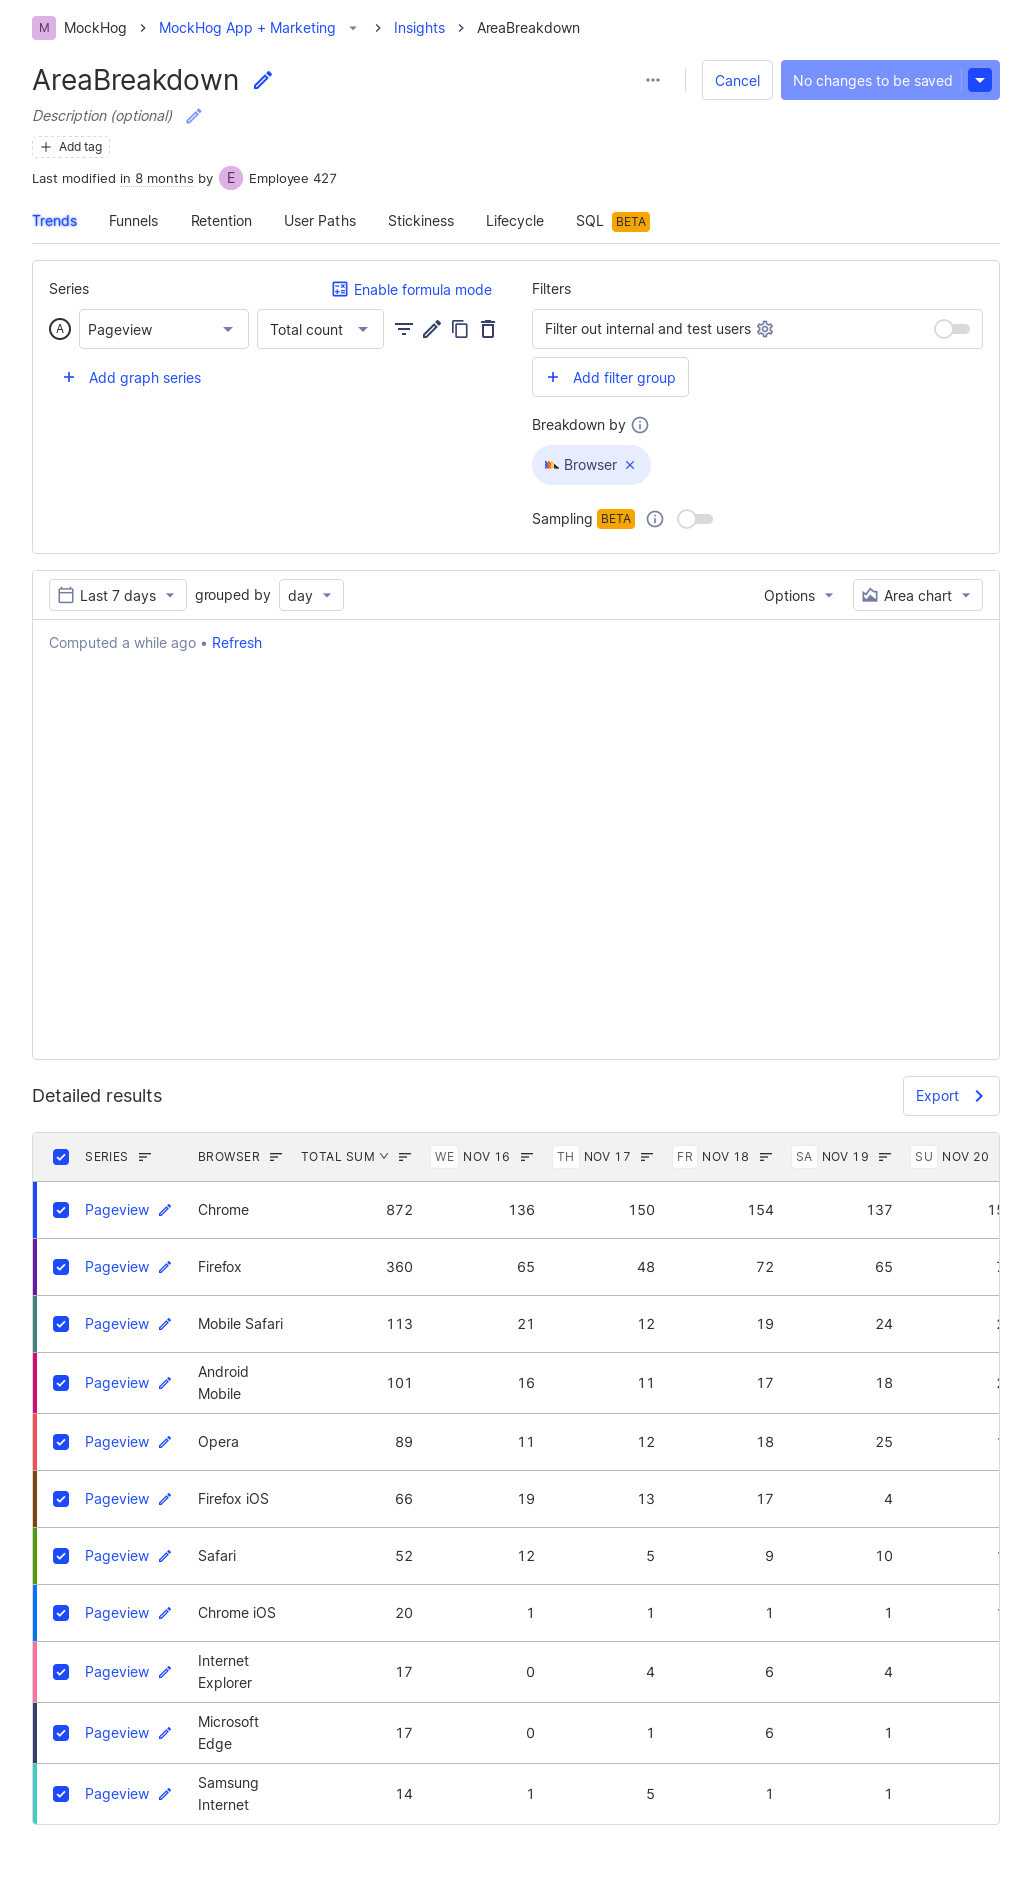 M MockHog MockHog App + Marketing Insights AreaBreakdown
AreaBreakdown Cancel No changes to be saved
Description (optional)
Add tag
Last modified in 8 months by E Employee 427
Trends Funnels Retention User Paths Stickiness Lifecycle SQL BETA
Series Enable formula mode Filters
A Pageview Total count Filter out internal and test users
Add graph series Add filter group
Breakdown by
Browser
Sampling BETA
Last 7 days grouped by day Options Area chart
Computed a while ago • Refresh
Detailed results Export
SERIES BROWSER TOTAL SUM WE NOV 16 TH NOV 17 FR NOV 18 SA NOV 19 SU NOV 20
Pageview Chrome 872 136 150 154 137
Pageview Firefox 360 65 48 72 65
Pageview Mobile Safari 113 21 12 19 24
Pageview Android Mobile 101 16 11 17 18
Pageview Opera 89 11 12 18 25
Pageview Firefox iOS 66 19 13 17 4
Pageview Safari 52 12 5 9 10
Pageview Chrome iOS 20 1 1 1 1
Pageview Internet Explorer 17 0 4 6 4
Pageview Microsoft Edge 17 0 1 6 1
Pageview Samsung Internet 14 1 5 1 1